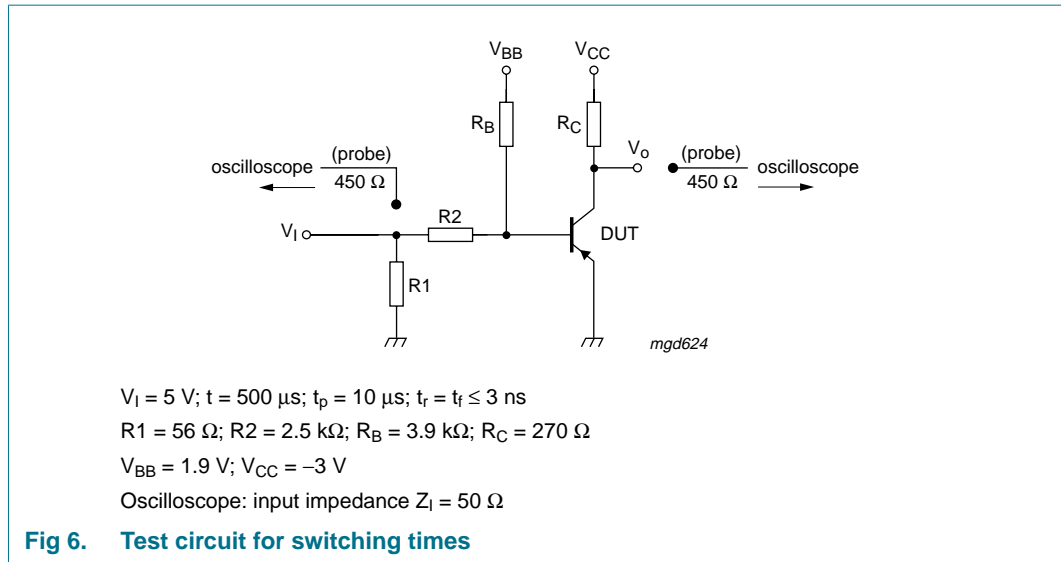 V_BB V_CC
R_B R_C
(probe) V_o (probe)
oscilloscope 450 Ω 450 Ω oscilloscope
R2
V_I DUT
R1
mgd624
V_I = 5 V; t = 500 μs; t_p = 10 μs; t_r = t_f ≤ 3 ns
R1 = 56 Ω; R2 = 2.5 kΩ; R_B = 3.9 kΩ; R_C = 270 Ω
V_BB = 1.9 V; V_CC = −3 V
Oscilloscope: input impedance Z_I = 50 Ω
Fig 6. Test circuit for switching times